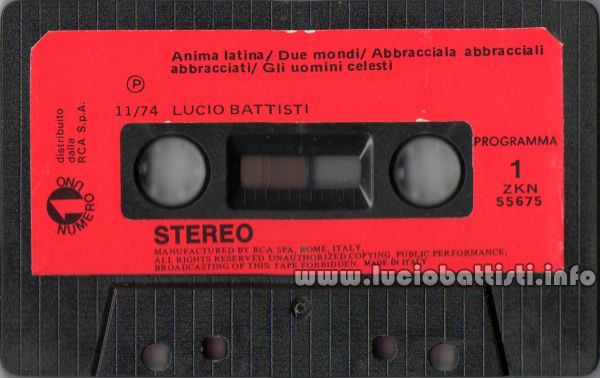 Anima latina/ Due mondi/ Abbracciala abbracciali
abbracciati/ Gli uomini celesti
P
11/74 LUCIO BATTISTI
distribuito
dalla
RCA S.p.A.
PROGRAMMA
1
ZKN
55675
NUMERO UNO
STEREO
MANUFACTURED BY RCA SPA, ROME, ITALY.
ALL RIGHTS RESERVED UNAUTHORIZED COPYING, PUBLIC PERFORMANCE,
BROADCASTING OF THIS TAPE FORBIDDEN. MADE IN ITALY
www.luciobattisti.info